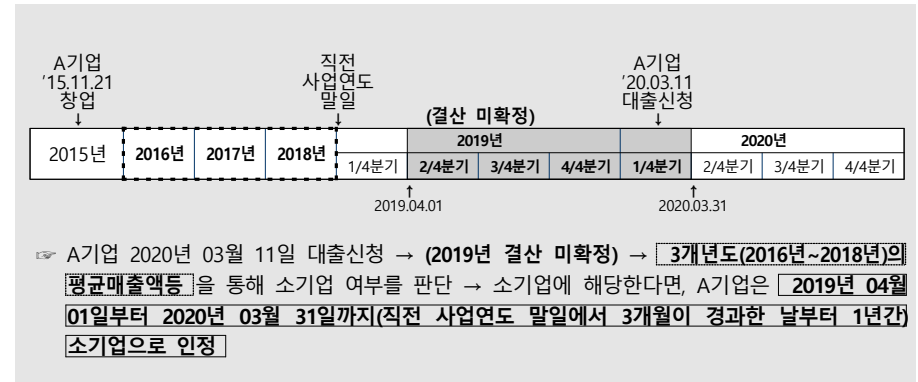 A기업
'15.11.21
창업
↓
직전
사업연도
말일
↓
A기업
'20.03.11
대출신청
↓
(결산 미확정)
2015년 2016년 2017년 2018년 2019년 2020년
1/4분기 2/4분기 3/4분기 4/4분기 1/4분기 2/4분기 3/4분기 4/4분기
↑ ↑
2019.04.01 2020.03.31
☞ A기업 2020년 03월 11일 대출신청 → (2019년 결산 미확정) → 3개년도(2016년~2018년)의
평균매출액등 을 통해 소기업 여부를 판단 → 소기업에 해당한다면, A기업은 2019년 04월
01일부터 2020년 03월 31일까지(직전 사업연도 말일에서 3개월이 경과한 날부터 1년간)
소기업으로 인정